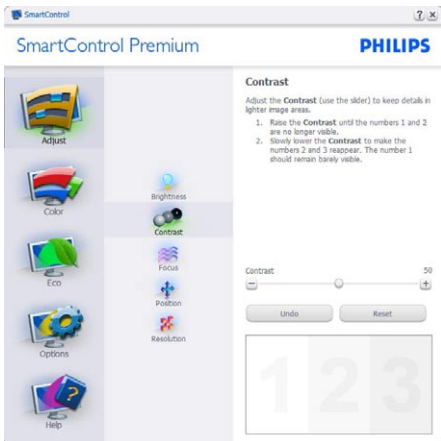 SmartControl
SmartControl Premium
PHILIPS
Adjust
Color
Eco
Options
Help
Brightness
Contrast
Focus
Position
Resolution
Contrast
Adjust the Contrast (use the slider) to keep details in
lighter image areas.
1. Raise the Contrast until the numbers 1 and 2
are no longer visible.
2. Slowly lower the Contrast to make the
numbers 2 and 3 reappear. The number 1
should remain barely visible.
Contrast 50
Undo Reset
1 2 3